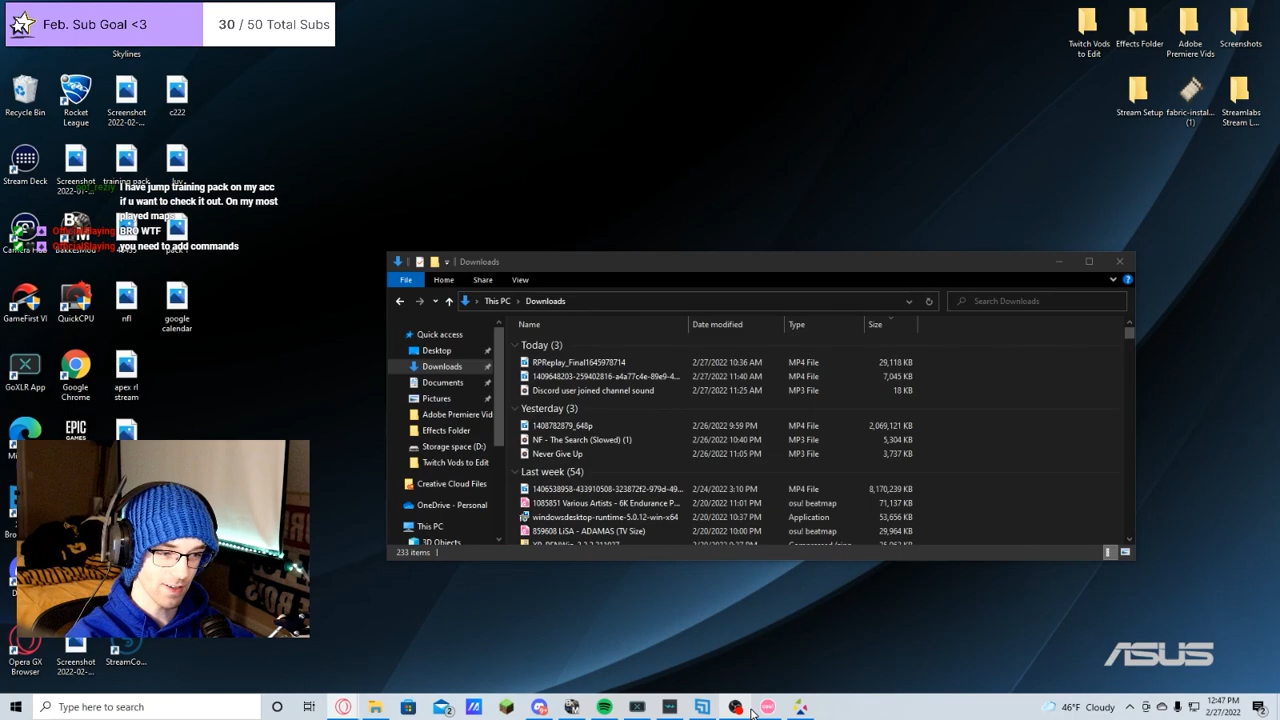 Feb. Sub Goal <3
30 / 50 Total Subs
Skylines
Twitch Vods to Edit
Effects Folder
Adobe Premiere Vids
Screenshots
Recycle Bin
Rocket League
Screenshot 2022-02-...
c222
Stream Setup
fabric-instal... (1)
Streamlabs Stream L...
Stream Deck
Screenshot 2022-01-...
training pack
luv
I have jump training pack on my acc
if u want to check it out. On my most
played maps
OfficialSlaying BRO WTF
OfficialSlaying you need to add commands
GameFirst VI
QuickCPU
nfl
google calendar
GoXLR App
Google Chrome
apex rl stream
EPIC
Opera GX Browser
Screenshot 2022-02-...
StreamCo...
Downloads
File
Home
Share
View
This PC > Downloads
Search Downloads
Name
Date modified
Type
Size
Quick access
Desktop
Downloads
Documents
Pictures
Adobe Premiere Vid
Effects Folder
Storage space (D:)
Twitch Vods to Edit
Creative Cloud Files
OneDrive - Personal
This PC
3D Objects
Today (3)
RPReplay_Final1645978714 2/27/2022 10:36 AM MP4 File 29,118 KB
1409648203-259402816-a4a77c4e-89e9-4... 2/27/2022 11:40 AM MP4 File 7,045 KB
Discord user joined channel sound 2/27/2022 11:25 AM MP3 File 18 KB
Yesterday (3)
1408782879_648p 2/26/2022 9:59 PM MP4 File 2,069,121 KB
NF - The Search (Slowed) (1) 2/26/2022 10:40 PM MP3 File 5,304 KB
Never Give Up 2/26/2022 11:05 PM MP3 File 3,737 KB
Last week (54)
1406538958-433910508-323872f2-979d-49... 2/24/2022 3:10 PM MP4 File 8,170,239 KB
1085851 Various Artists - 6K Endurance P... 2/20/2022 11:01 PM osu! beatmap 71,137 KB
windowsdesktop-runtime-5.0.12-win-x64 2/20/2022 10:37 PM Application 53,656 KB
859608 LiSA - ADAMAS (TV Size) 2/20/2022 10:00 PM osu! beatmap 29,964 KB
233 items
ASUS
Type here to search
46°F Cloudy
12:47 PM
2/27/2022